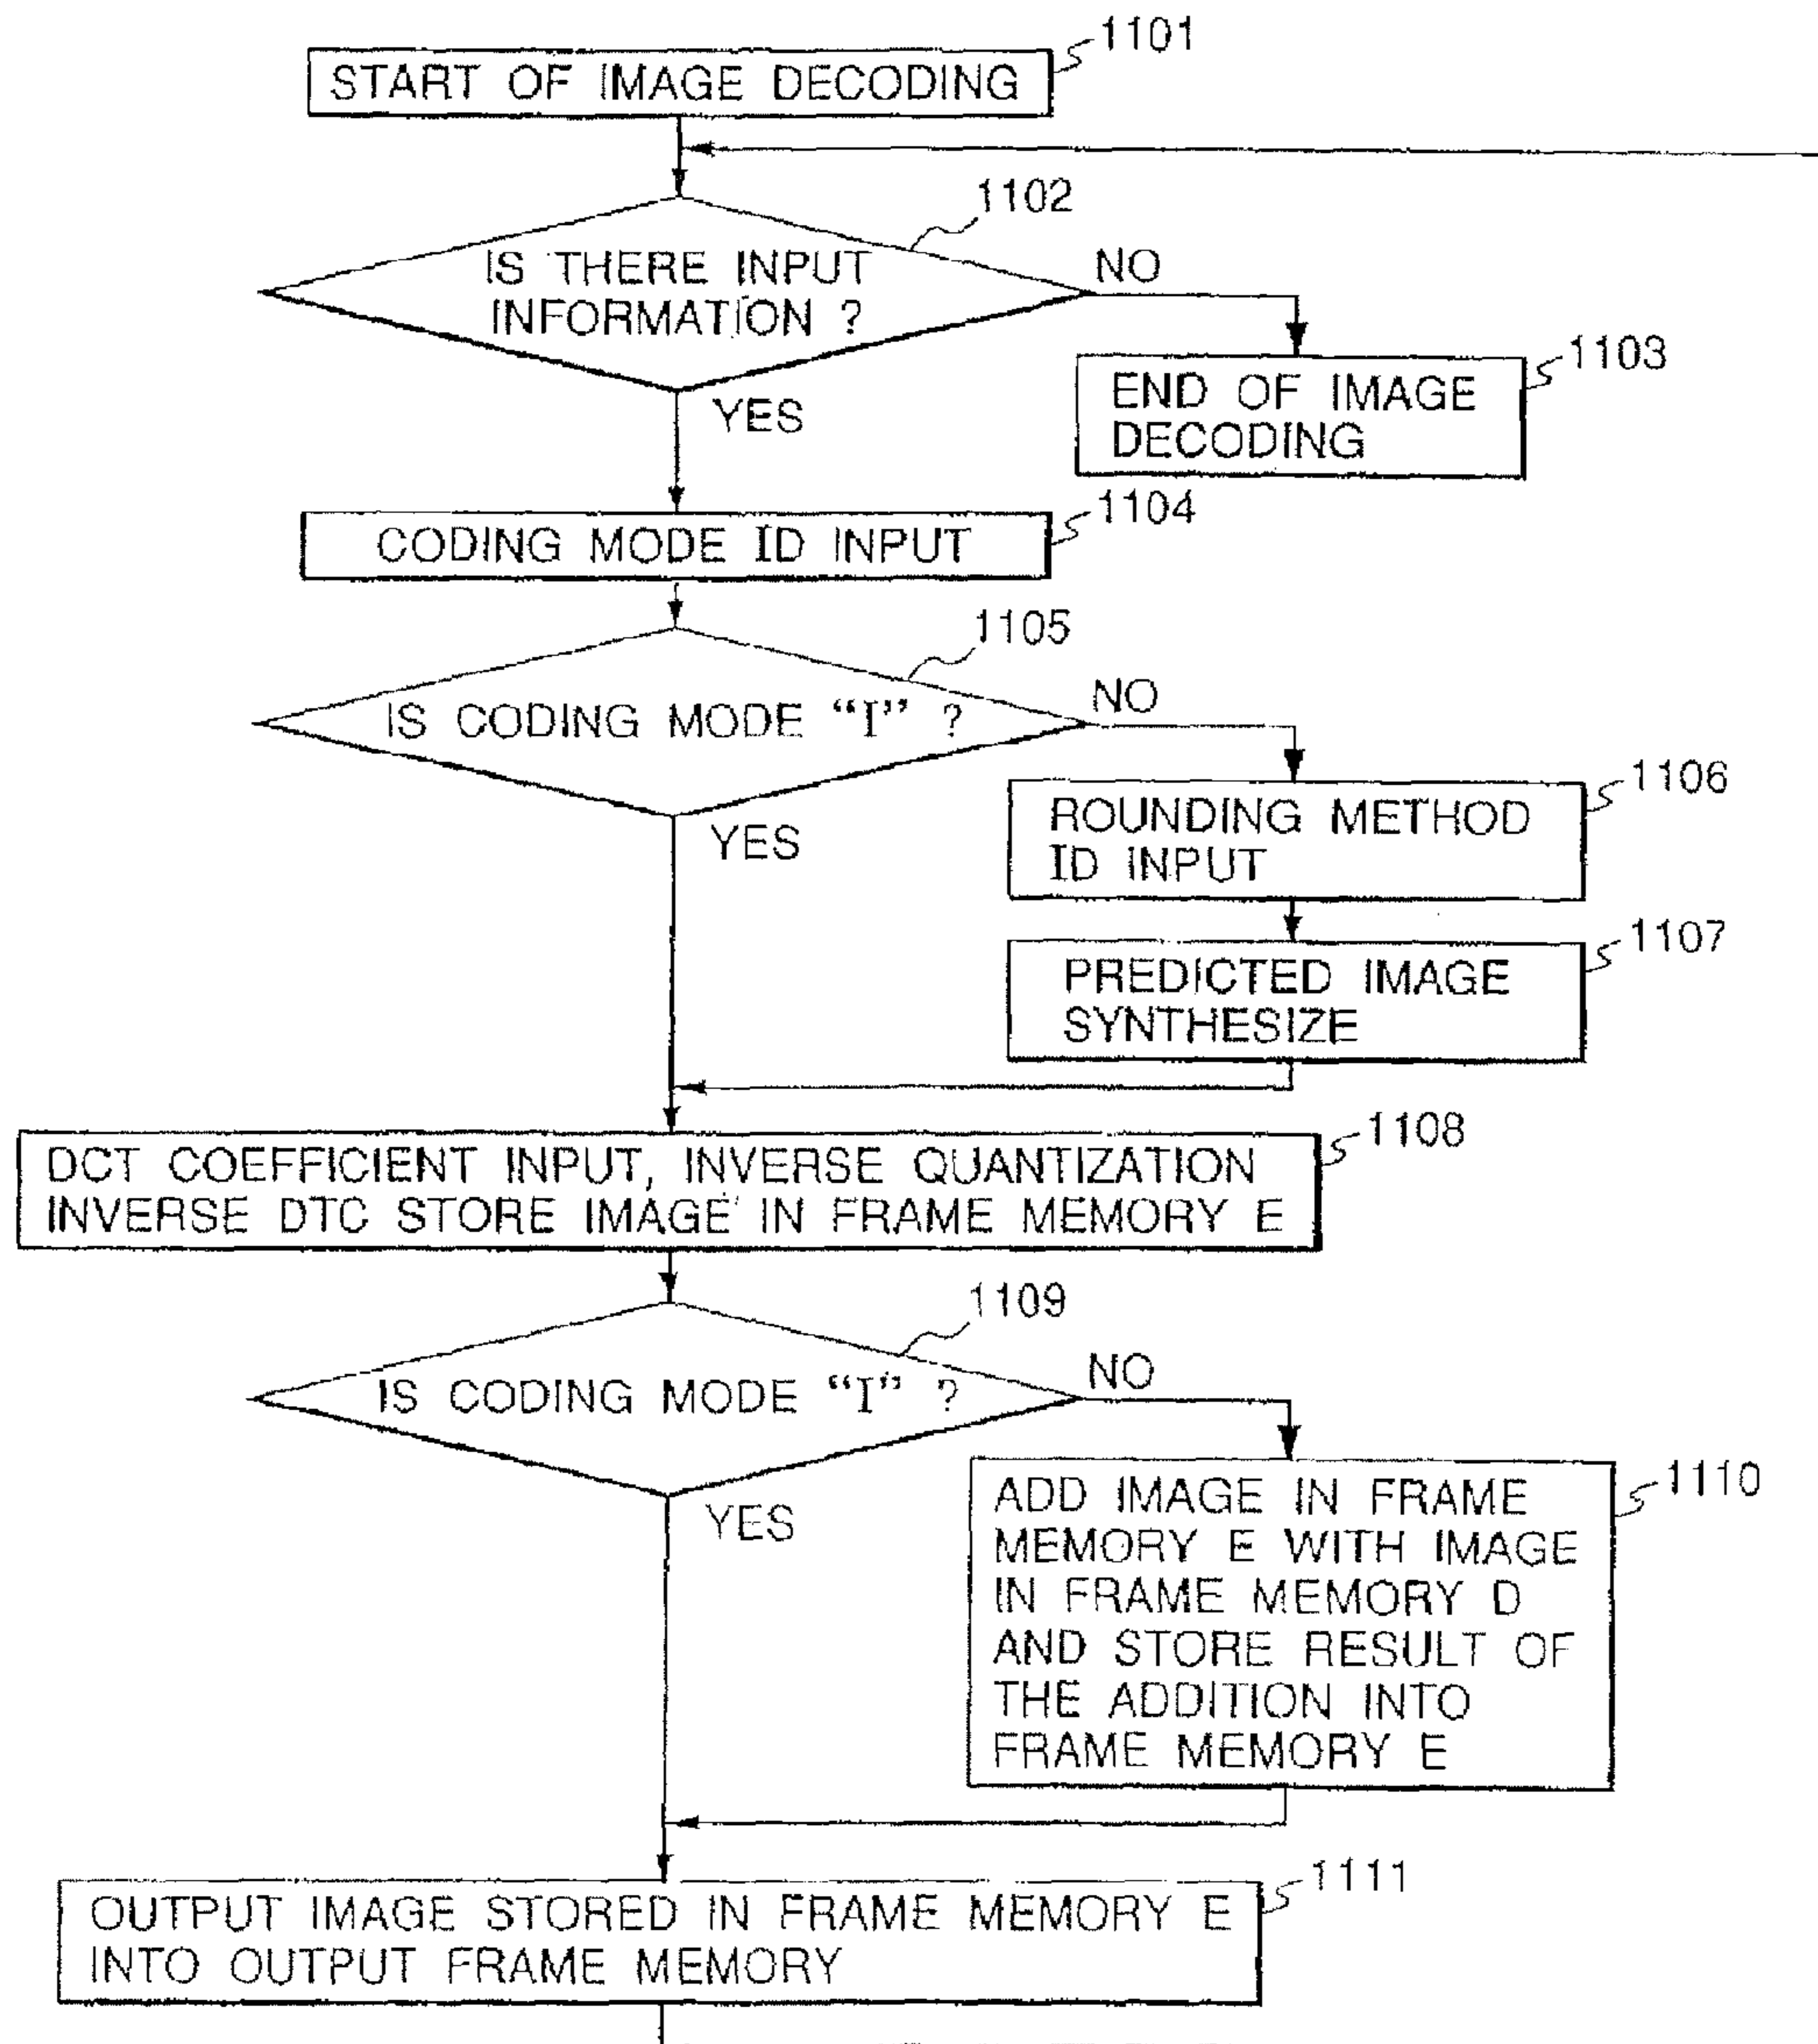 1101
START OF IMAGE DECODING
1102
IS THERE INPUT
INFORMATION ?
NO
YES
1103
END OF IMAGE
DECODING
1104
CODING MODE ID INPUT
1105
IS CODING MODE “I” ?
NO
YES
1106
ROUNDING METHOD
ID INPUT
1107
PREDICTED IMAGE
SYNTHESIZE
1108
DCT COEFFICIENT INPUT, INVERSE QUANTIZATION
INVERSE DTC STORE IMAGE IN FRAME MEMORY E
1109
IS CODING MODE “I” ?
NO
YES
1110
ADD IMAGE IN FRAME
MEMORY E WITH IMAGE
IN FRAME MEMORY D
AND STORE RESULT OF
THE ADDITION INTO
FRAME MEMORY E
1111
OUTPUT IMAGE STORED IN FRAME MEMORY E
INTO OUTPUT FRAME MEMORY